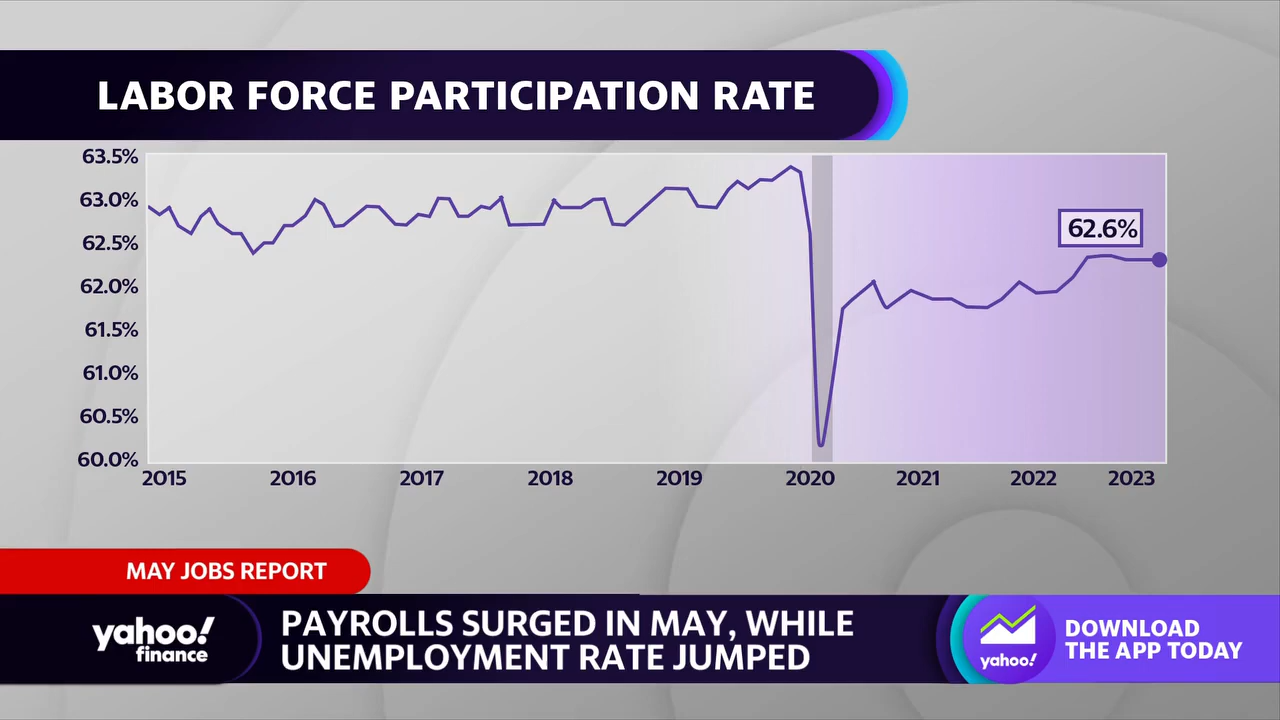 LABOR FORCE PARTICIPATION RATE
63.5%
63.0%
62.5%
62.0%
61.5%
61.0%
60.5%
60.0%
62.6%
2015 2016 2017 2018 2019 2020 2021 2022 2023
MAY JOBS REPORT
yahoo!
finance
PAYROLLS SURGED IN MAY, WHILE
UNEMPLOYMENT RATE JUMPED
yahoo!
DOWNLOAD
THE APP TODAY